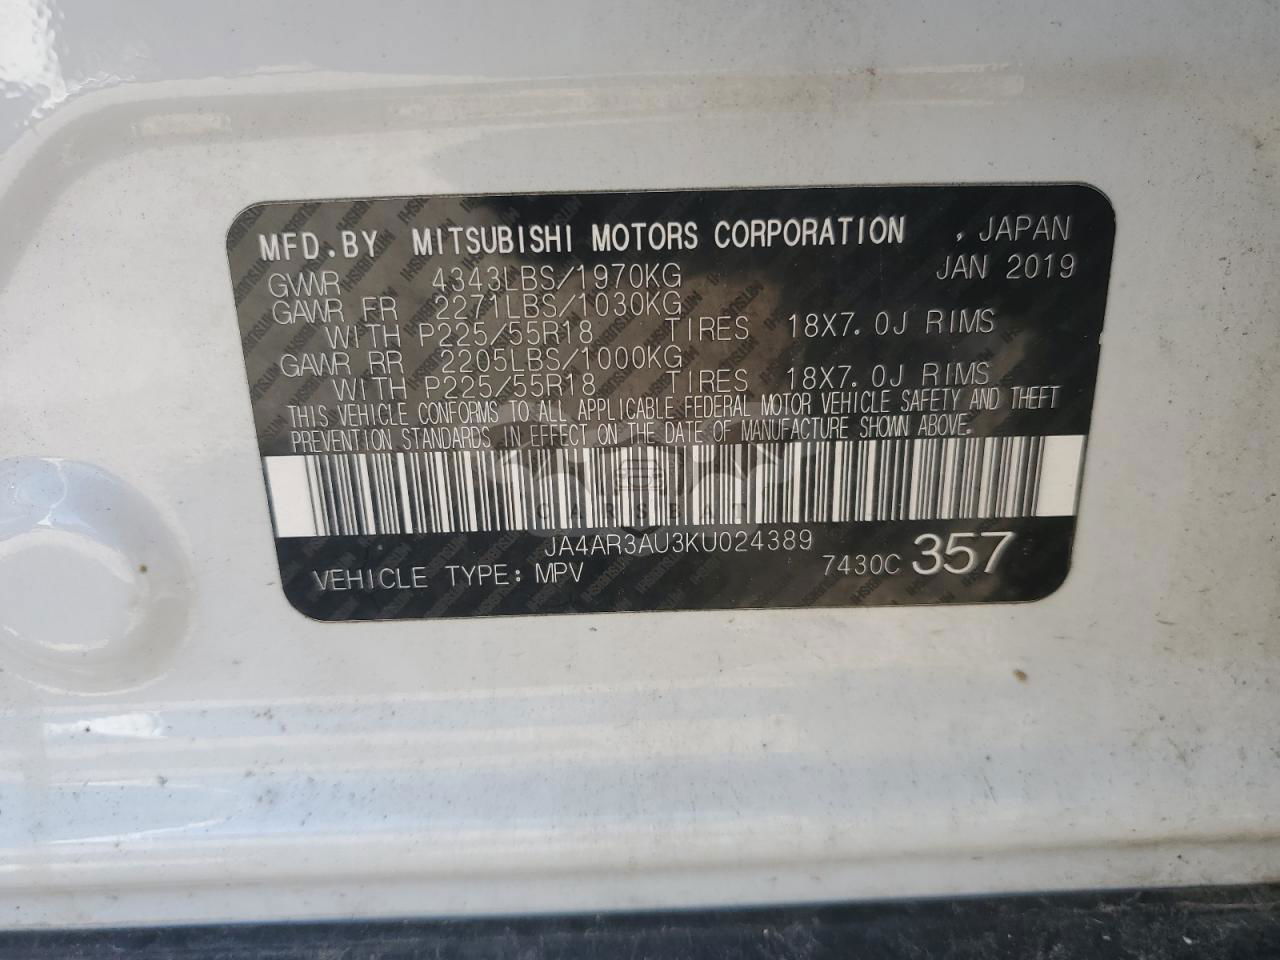 MFD.BY MITSUBISHI MOTORS CORPORATION , JAPAN
JAN 2019
GVWR 4343LBS/1970KG
GAWR FR 2271LBS/1030KG
WITH P225/55R18 TIRES 18X7.0J RIMS
GAWR RR 2205LBS/1000KG
WITH P225/55R18 TIRES 18X7.0J RIMS
THIS VEHICLE CONFORMS TO ALL APPLICABLE FEDERAL MOTOR VEHICLE SAFETY AND THEFT
PREVENTION STANDARDS IN EFFECT ON THE DATE OF MANUFACTURE SHOWN ABOVE.
CARSBAT
JA4AR3AU3KU024389
VEHICLE TYPE: MPV 7430C 357